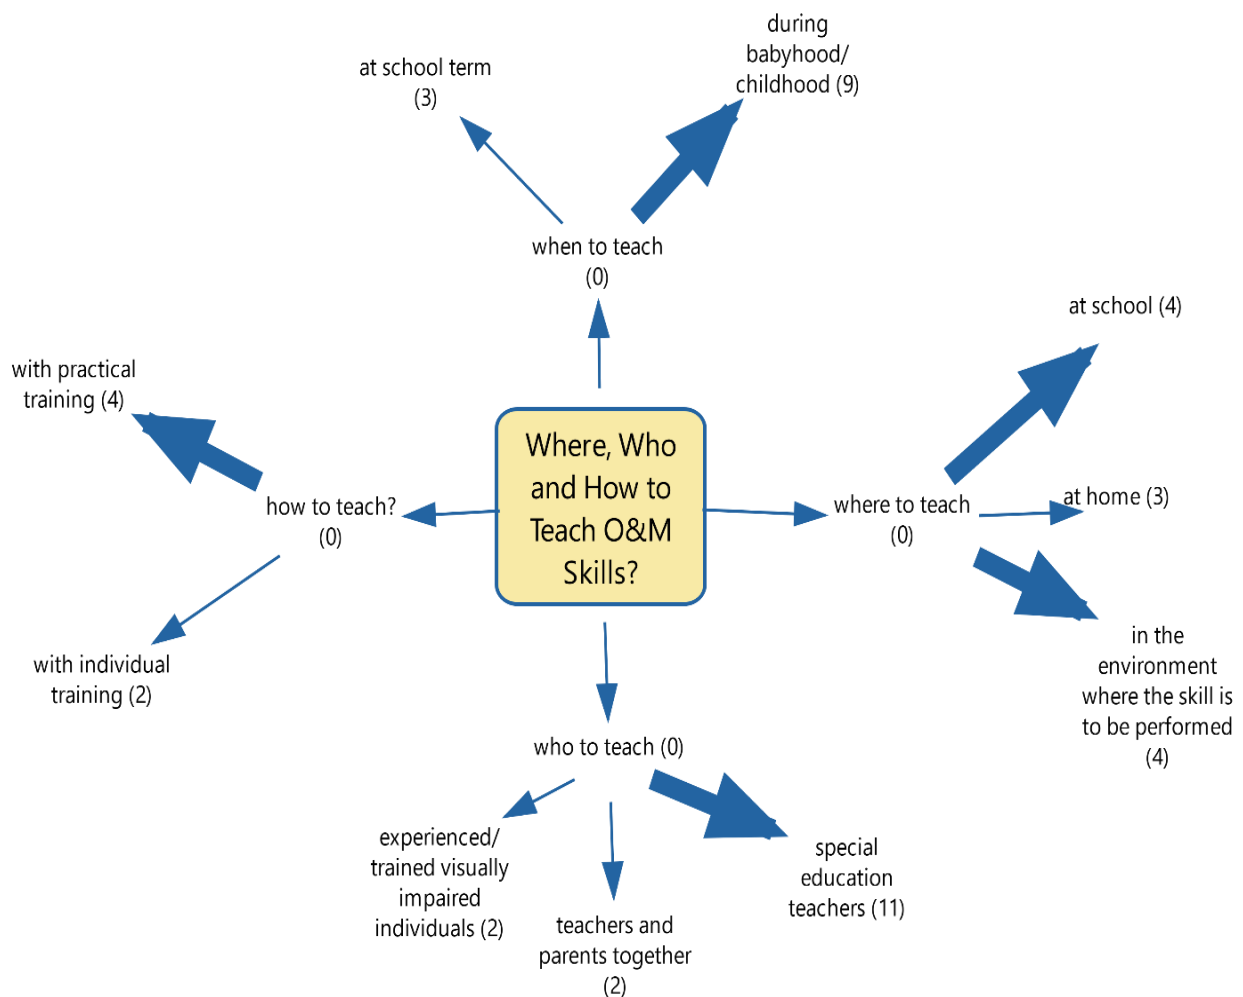 during
babyhood/
childhood (9)
at school term
(3)
when to teach
(0)
at school (4)
with practical
training (4)
Where, Who
and How to
Teach O&M
Skills?
how to teach?
(0)
where to teach
(0)
at home (3)
in the
environment
where the skill is
to be performed
(4)
with individual
training (2)
who to teach (0)
experienced/
trained visually
impaired
individuals (2)
teachers and
parents together
(2)
special
education
teachers (11)